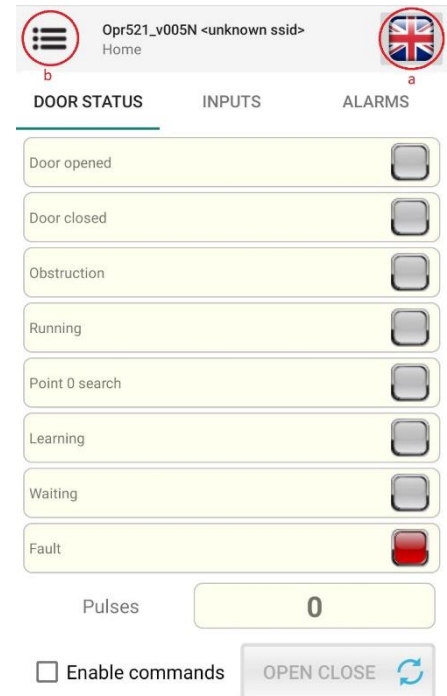 Opr521_v005N <unknown ssid>
Home
b
a
DOOR STATUS INPUTS ALARMS
Door opened
Door closed
Obstruction
Running
Point 0 search
Learning
Waiting
Fault
Pulses 0
Enable commands OPEN CLOSE